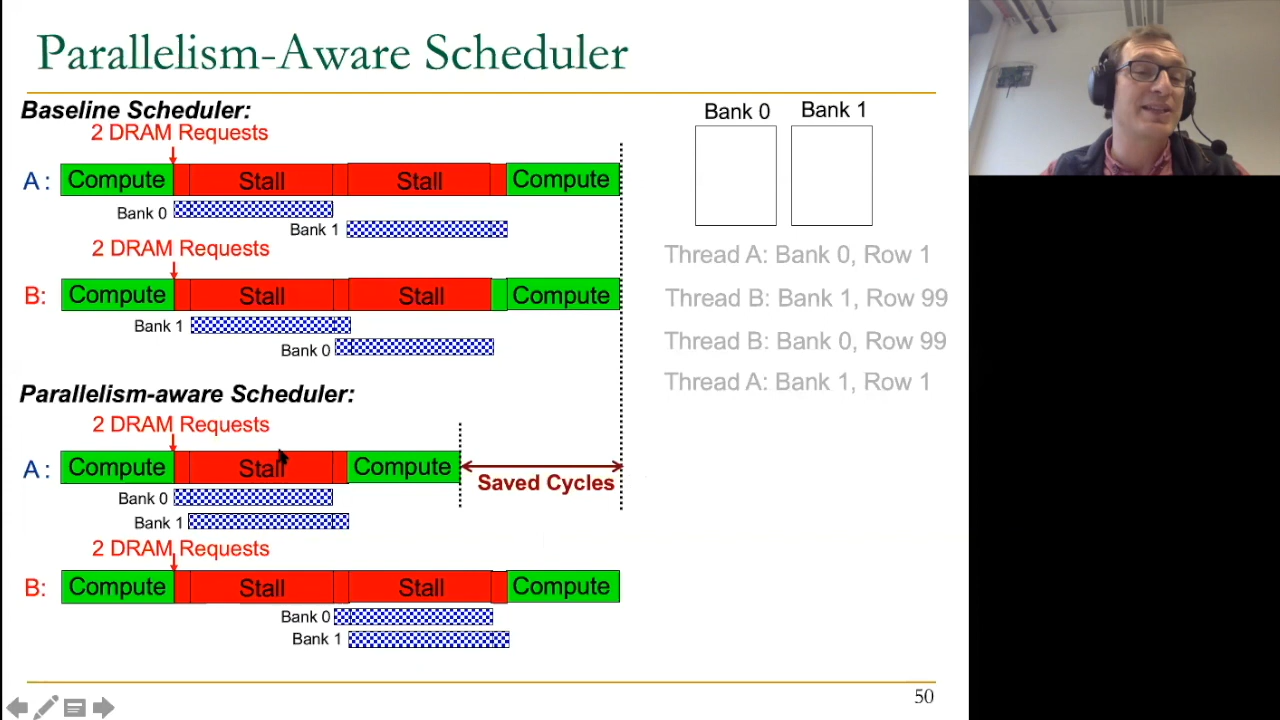 Parallelism-Aware Scheduler
Baseline Scheduler:
2 DRAM Requests
A :
Compute
Stall
Stall
Compute
Bank 0
Bank 1
2 DRAM Requests
B:
Compute
Stall
Stall
Compute
Bank 1
Bank 0
Parallelism-aware Scheduler:
2 DRAM Requests
A :
Compute
Stall
Compute
Saved Cycles
Bank 0
Bank 1
2 DRAM Requests
B:
Compute
Stall
Stall
Compute
Bank 0
Bank 1
Bank 0
Bank 1
Thread A: Bank 0, Row 1
Thread B: Bank 1, Row 99
Thread B: Bank 0, Row 99
Thread A: Bank 1, Row 1
50